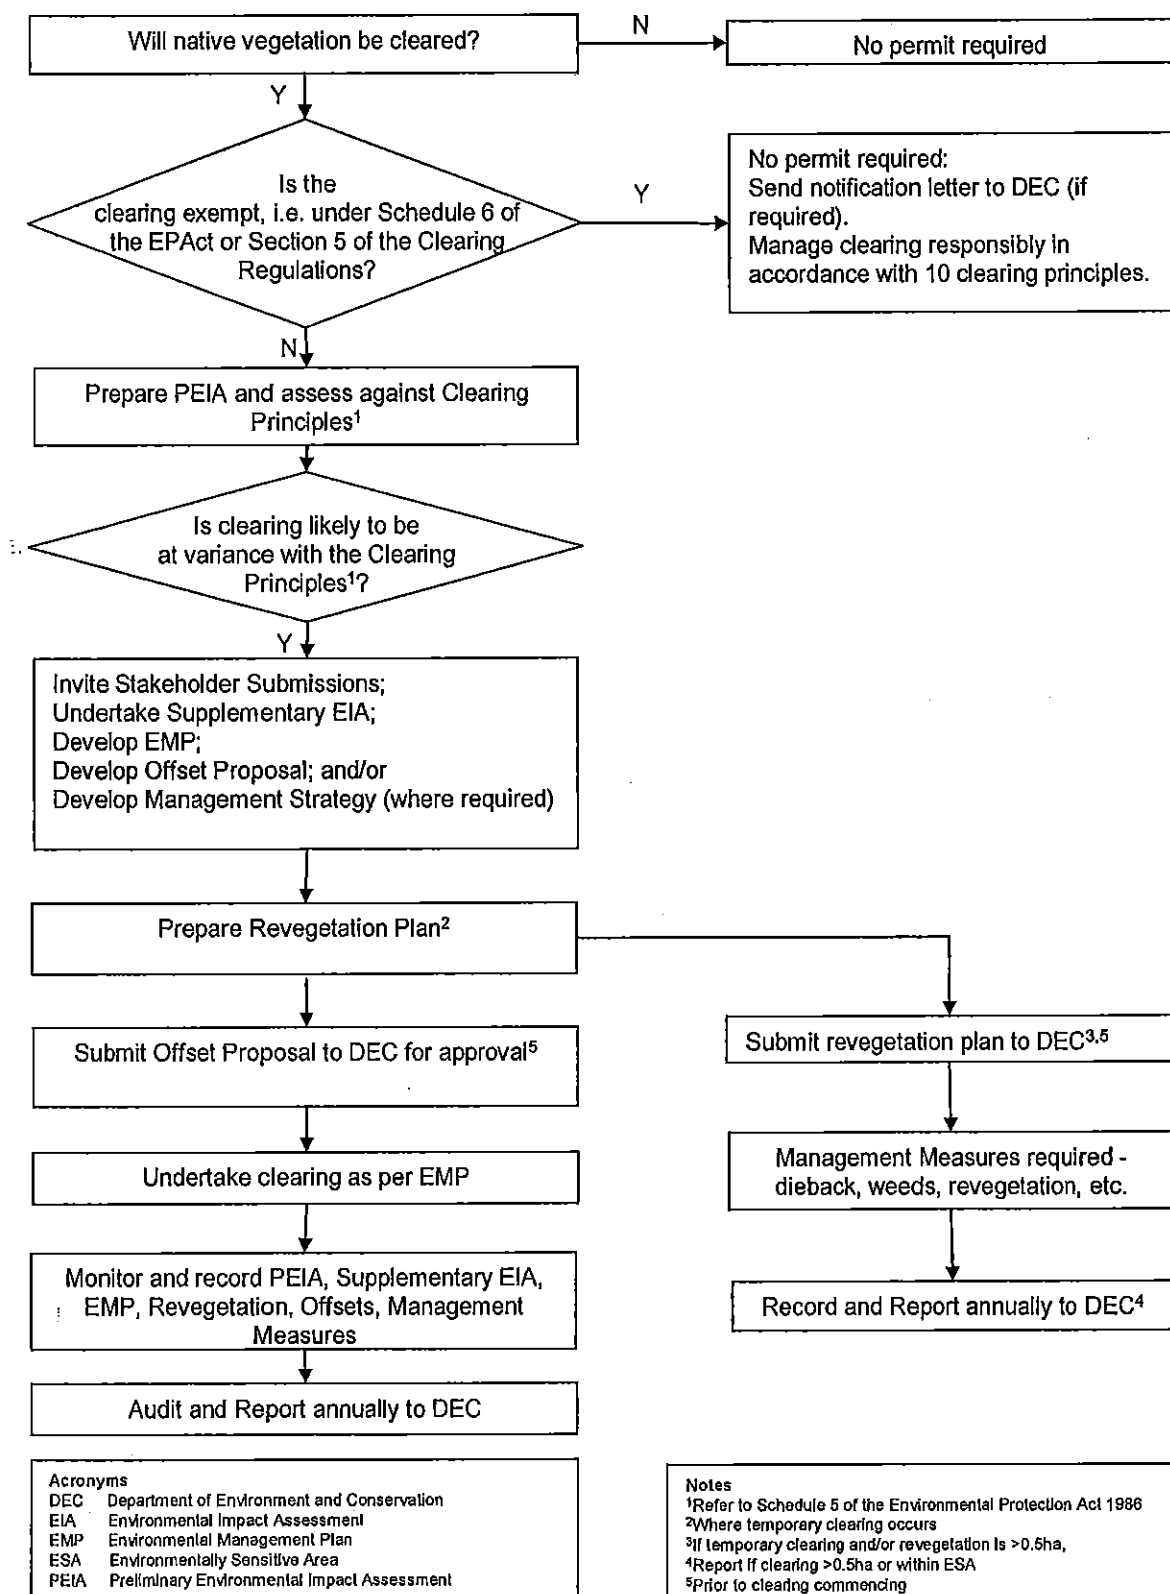 Will native vegetation be cleared?
N
No permit required
Y
Is the
clearing exempt, i.e. under Schedule 6 of
the EPAct or Section 5 of the Clearing
Regulations?
Y
No permit required:
Send notification letter to DEC (if
required).
Manage clearing responsibly in
accordance with 10 clearing principles.
N
Prepare PEIA and assess against Clearing
Principles¹
Is clearing likely to be
at variance with the Clearing
Principles¹?
Y
Invite Stakeholder Submissions;
Undertake Supplementary EIA;
Develop EMP;
Develop Offset Proposal; and/or
Develop Management Strategy (where required)
Prepare Revegetation Plan²
Submit Offset Proposal to DEC for approval⁵
Undertake clearing as per EMP
Monitor and record PEIA, Supplementary EIA,
EMP, Revegetation, Offsets, Management
Measures
Audit and Report annually to DEC
Submit revegetation plan to DEC³,⁵
Management Measures required -
dieback, weeds, revegetation, etc.
Record and Report annually to DEC⁴
Acronyms
DEC Department of Environment and Conservation
EIA Environmental Impact Assessment
EMP Environmental Management Plan
ESA Environmentally Sensitive Area
PEIA Preliminary Environmental Impact Assessment
Notes
¹Refer to Schedule 5 of the Environmental Protection Act 1986
²Where temporary clearing occurs
³If temporary clearing and/or revegetation is >0.5ha,
⁴Report if clearing >0.5ha or within ESA
⁵Prior to clearing commencing